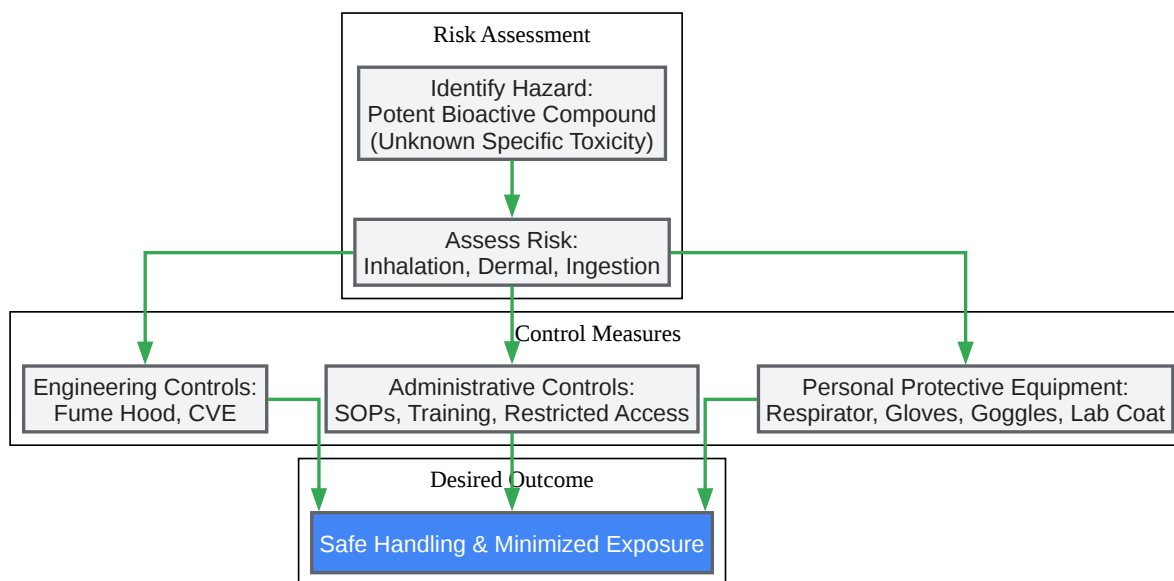 Risk Assessment
Identify Hazard:
Potent Bioactive Compound
(Unknown Specific Toxicity)
Assess Risk:
Inhalation, Dermal, Ingestion
Control Measures
Engineering Controls:
Fume Hood, CVE
Administrative Controls:
SOPs, Training, Restricted Access
Personal Protective Equipment:
Respirator, Gloves, Goggles, Lab Coat
Desired Outcome
Safe Handling & Minimized Exposure